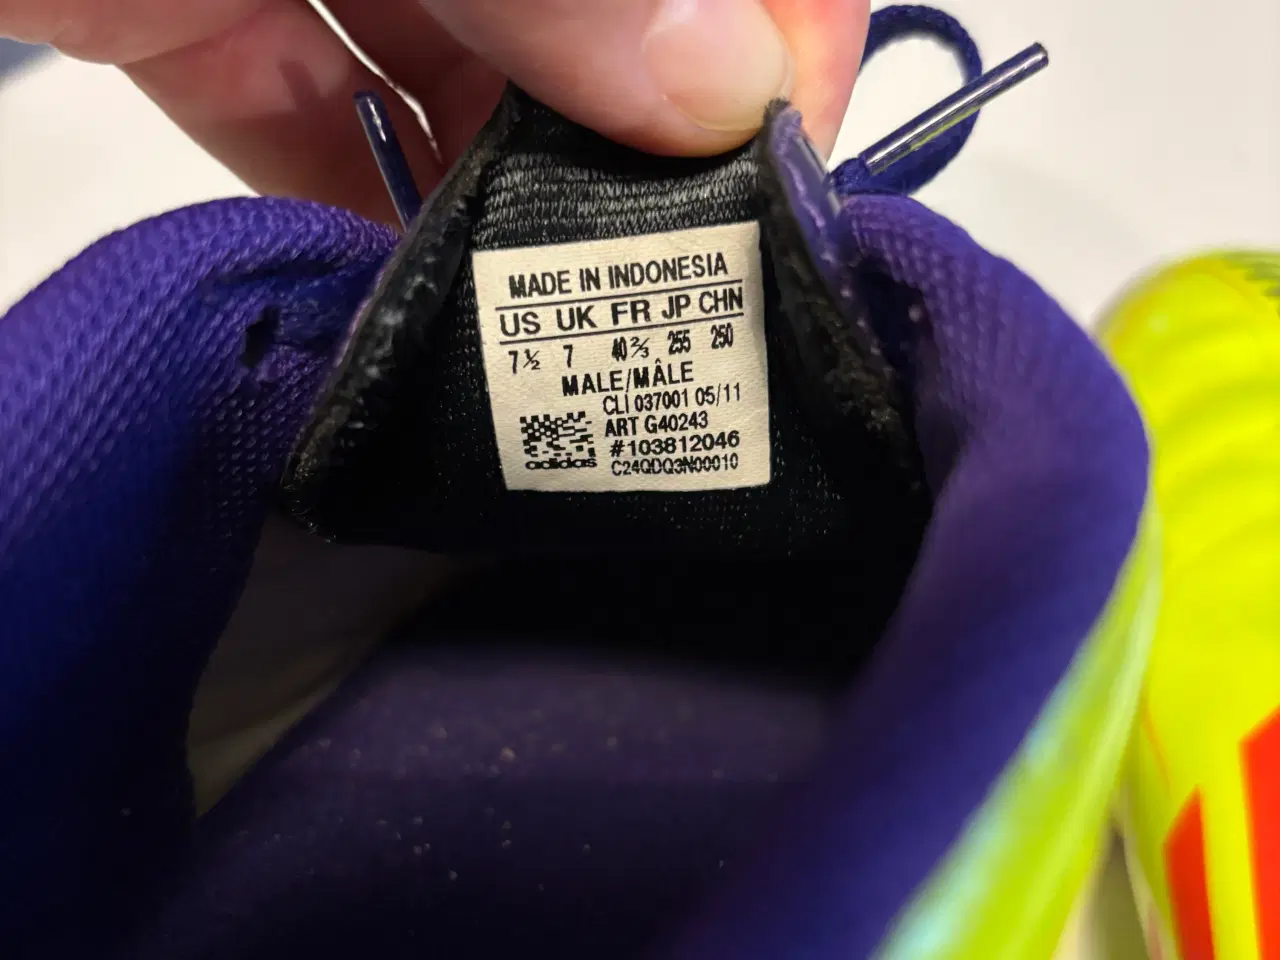 MADE IN INDONESIA
US UK FR JP CHN
7½ 7 40⅔ 255 250
MALE/MÂLE
CLI 037001 05/11
ART G40243
#103812046
adidas C24QDQ3N00010